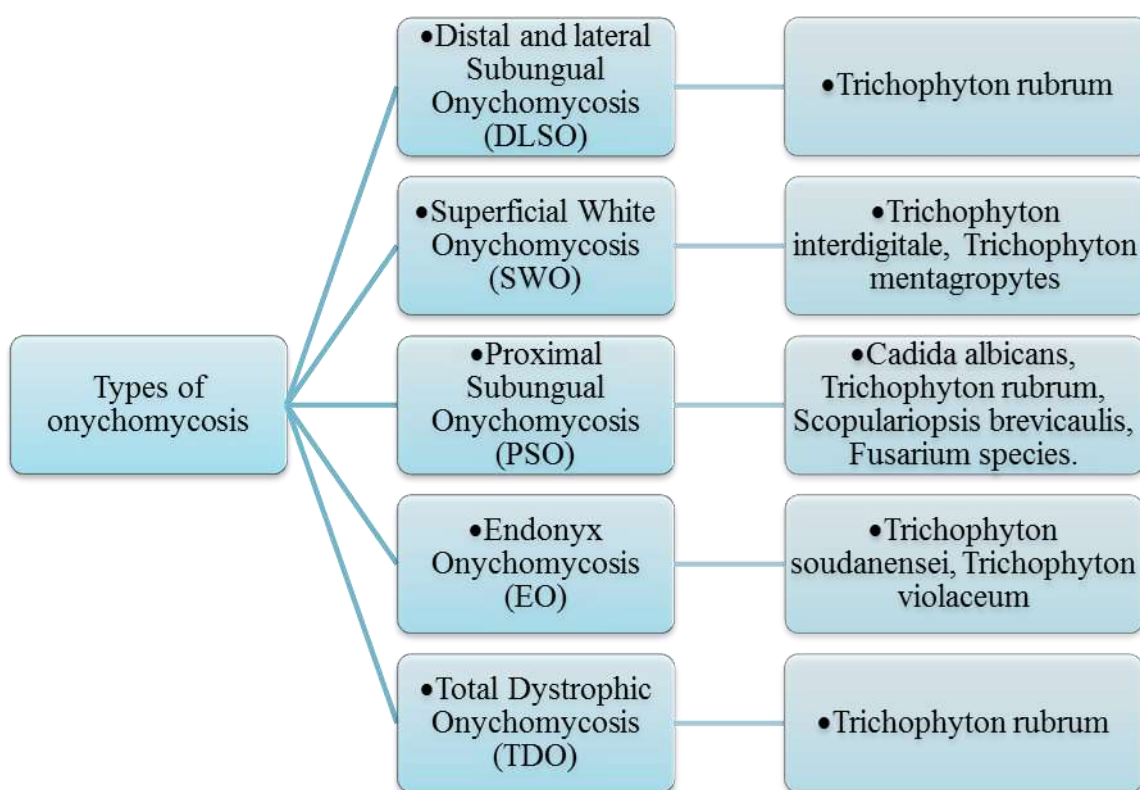 Types of
onychomycosis
•Distal and lateral
Subungual
Onychomycosis
(DLSO)
•Trichophyton rubrum
•Superficial White
Onychomycosis
(SWO)
•Trichophyton
interdigitale, Trichophyton
mentagropytes
•Proximal
Subungual
Onychomycosis
(PSO)
•Cadida albicans,
Trichophyton rubrum,
Scopulariopsis brevicaulis,
Fusarium species.
•Endonyx
Onychomycosis
(EO)
•Trichophyton
soudanensei, Trichophyton
violaceum
•Total Dystrophic
Onychomycosis
(TDO)
•Trichophyton rubrum